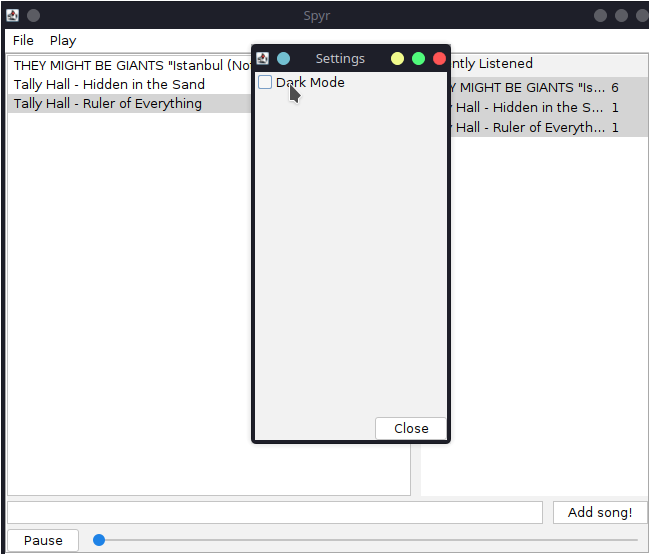 Spyr
File Play
THEY MIGHT BE GIANTS "Istanbul (Not
Tally Hall - Hidden in the Sand
Tally Hall - Ruler of Everything
Settings
Dark Mode
Close
ntly Listened
Y MIGHT BE GIANTS "Is... 6
Hall - Hidden in the S... 1
Hall - Ruler of Everyth... 1
Add song!
Pause